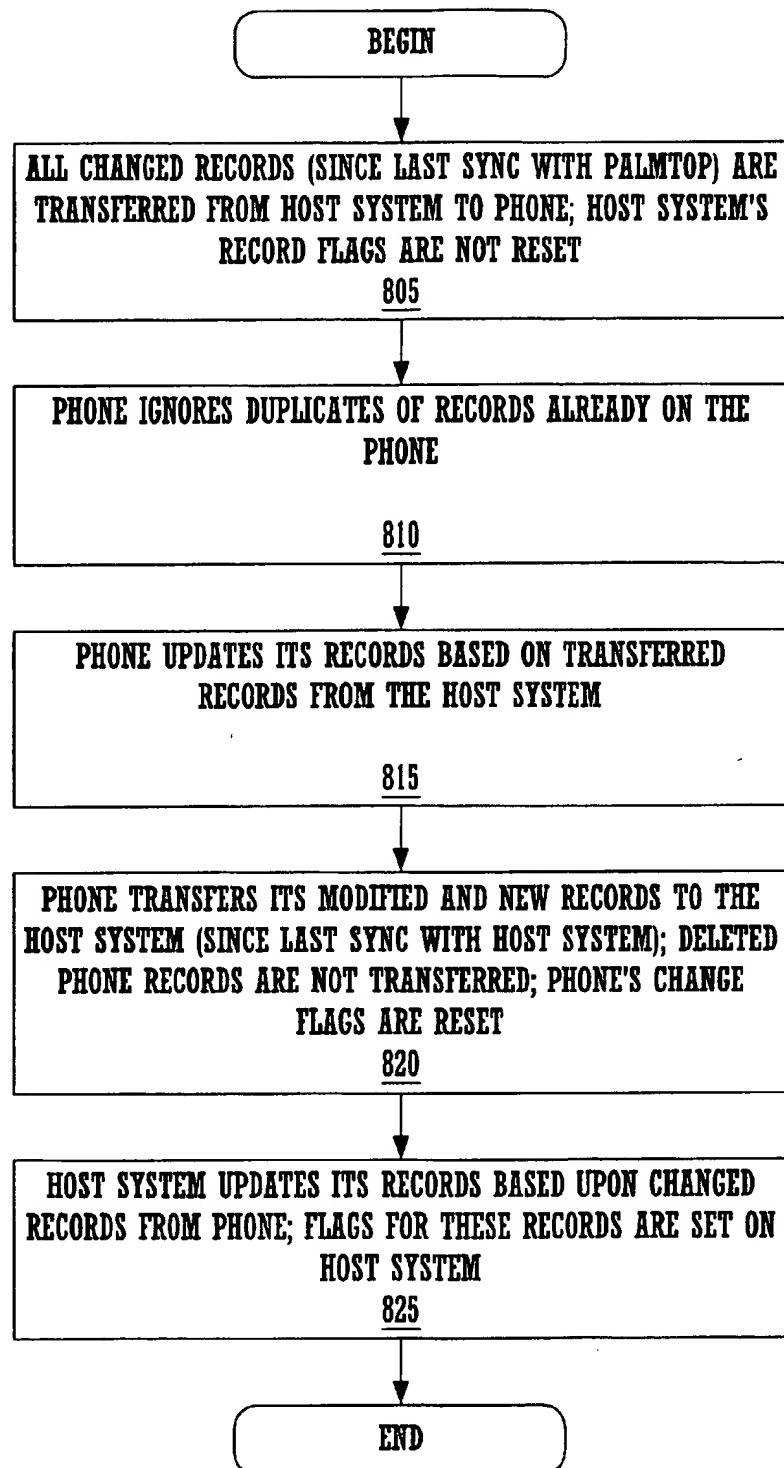 BEGIN
ALL CHANGED RECORDS (SINCE LAST SYNC WITH PALMTOP) ARE
TRANSFERRED FROM HOST SYSTEM TO PHONE; HOST SYSTEM'S
RECORD FLAGS ARE NOT RESET
805
PHONE IGNORES DUPLICATES OF RECORDS ALREADY ON THE
PHONE
810
PHONE UPDATES ITS RECORDS BASED ON TRANSFERRED
RECORDS FROM THE HOST SYSTEM
815
PHONE TRANSFERS ITS MODIFIED AND NEW RECORDS TO THE
HOST SYSTEM (SINCE LAST SYNC WITH HOST SYSTEM); DELETED
PHONE RECORDS ARE NOT TRANSFERRED; PHONE'S CHANGE
FLAGS ARE RESET
820
HOST SYSTEM UPDATES ITS RECORDS BASED UPON CHANGED
RECORDS FROM PHONE; FLAGS FOR THESE RECORDS ARE SET ON
HOST SYSTEM
825
END